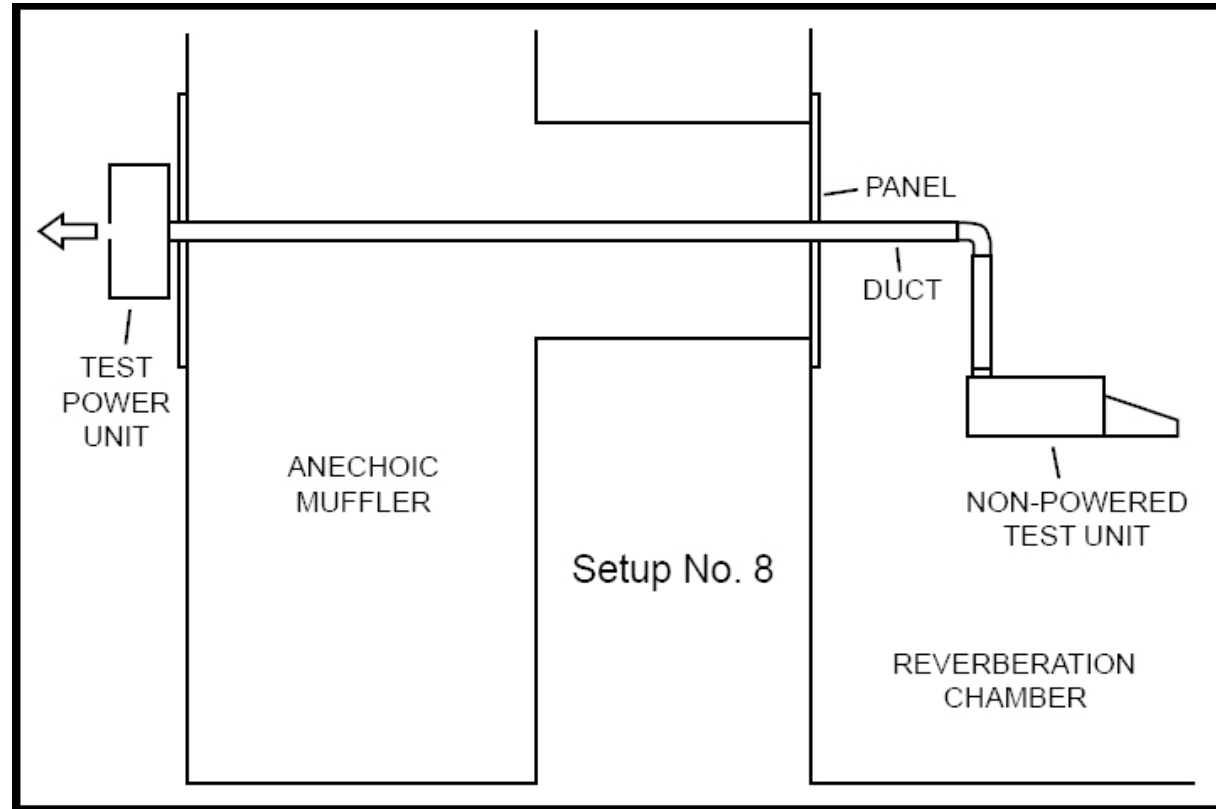 PANEL
DUCT
TEST
POWER
UNIT
ANECHOIC
MUFFLER
NON-POWERED
TEST UNIT
Setup No. 8
REVERBERATION
CHAMBER